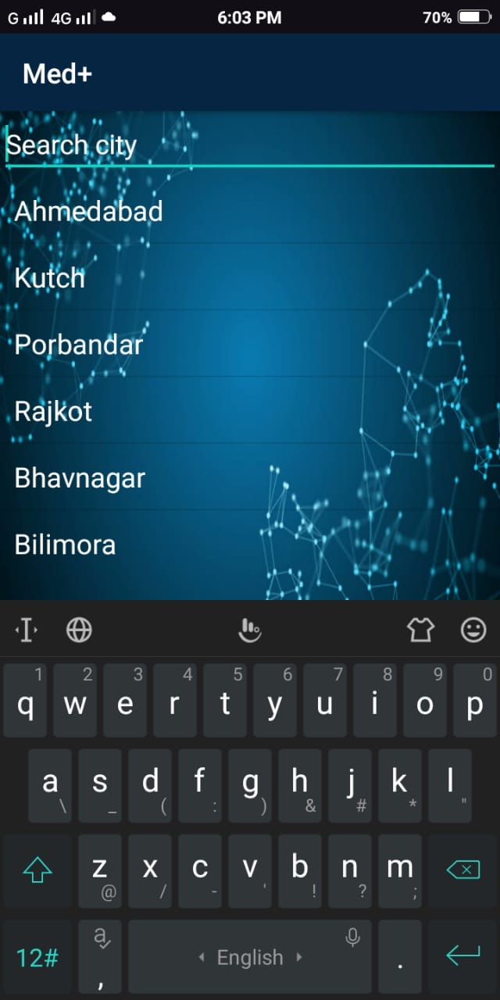 G 4G 6:03 PM 70%
Med+
Search city
Ahmedabad
Kutch
Porbandar
Rajkot
Bhavnagar
Bilimora
1 2 3 4 5 6 7 8 9 0
q w e r t y u i o p
a s d f g h j k l
\ _ ( : ) & # * "
z x c v b n m
@ / - ' ! ? ;
12# a , English .